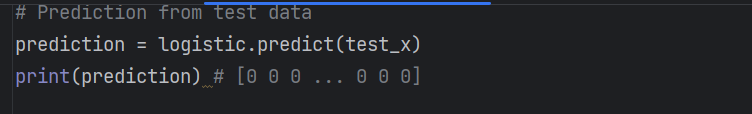 # Prediction from test data
prediction = logistic.predict(test_x)
print(prediction) # [0 0 0 ... 0 0 0]